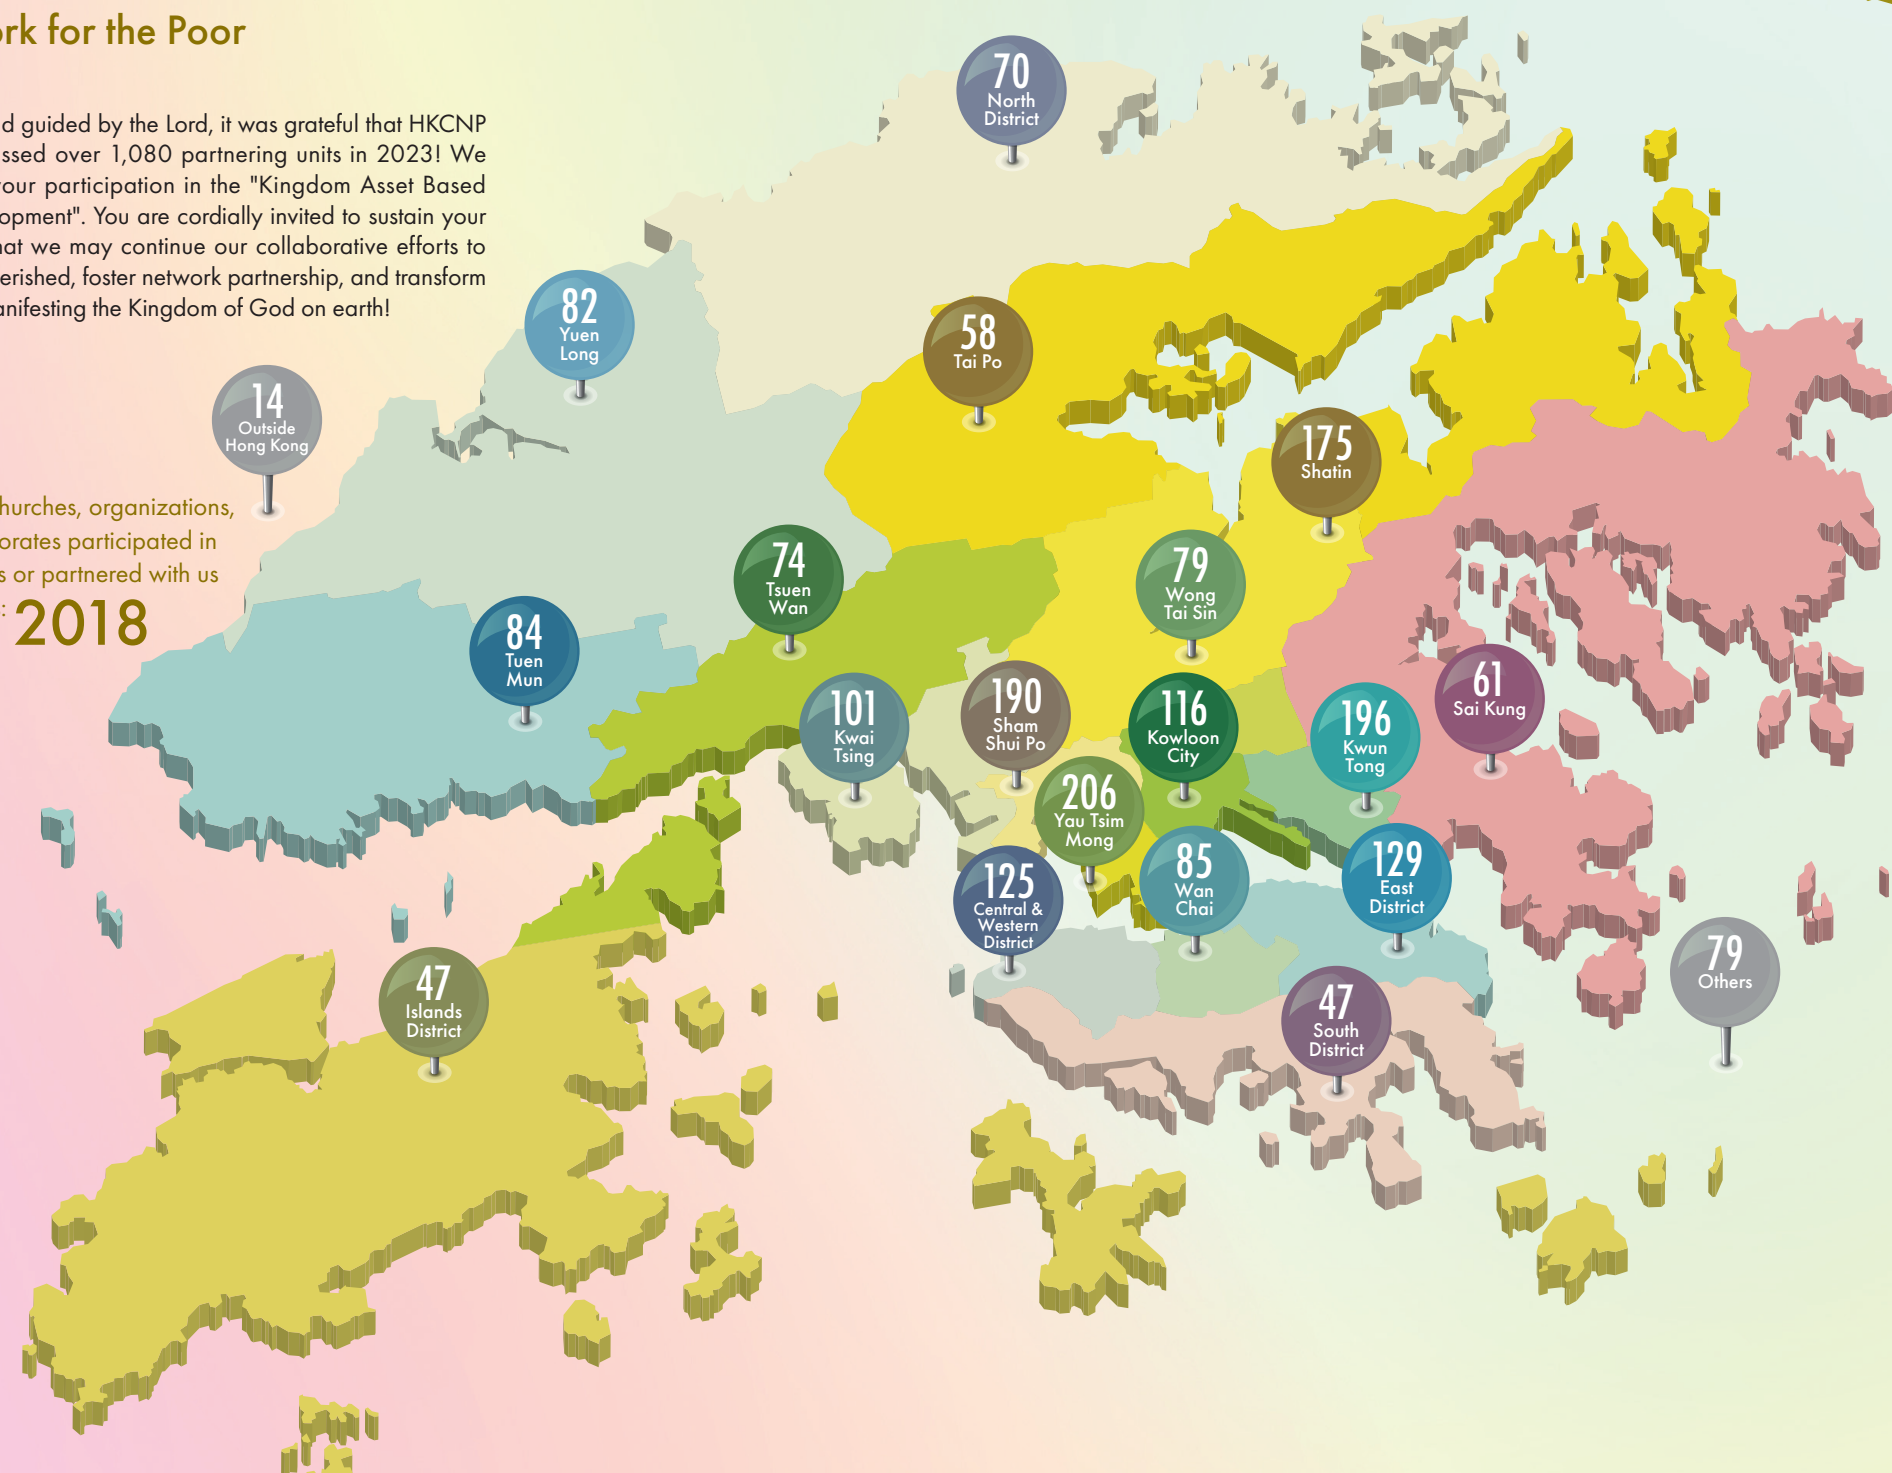 rk for the Poor
d guided by the Lord, it was grateful that HKCNP
ssed over 1,080 partnering units in 2023! We
our participation in the "Kingdom Asset Based
opment". You are cordially invited to sustain your
hat we may continue our collaborative efforts to
erished, foster network partnership, and transform
anifesting the Kingdom of God on earth!
hurches, organizations,
orates participated in
s or partnered with us
: 2018
70
North
District
82
Yuen
Long
58
Tai Po
14
Outside
Hong Kong
175
Shatin
74
Tsuen
Wan
79
Wong
Tai Sin
84
Tuen
Mun
101
Kwai
Tsing
190
Sham
Shui Po
116
Kowloon
City
196
Kwun
Tong
61
Sai Kung
206
Yau Tsim
Mong
125
Central &
Western
District
85
Wan
Chai
129
East
District
47
Islands
District
47
South
District
79
Others